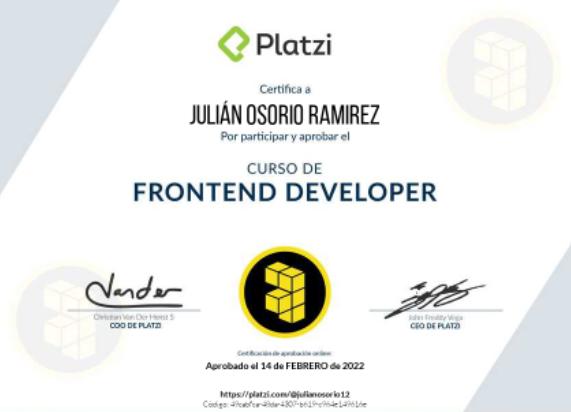 Platzi
Certifica a
JULIÁN OSORIO RAMIREZ
Por participar y aprobar el
CURSO DE
FRONTEND DEVELOPER
Christian Van Der Henst S
COO DE PLATZI
John Freddy Vega
CEO DE PLATZI
Certificación de aprobación online:
Aprobado el 14 de FEBRERO de 2022
https://platzi.com/@julianosorio12
Código: